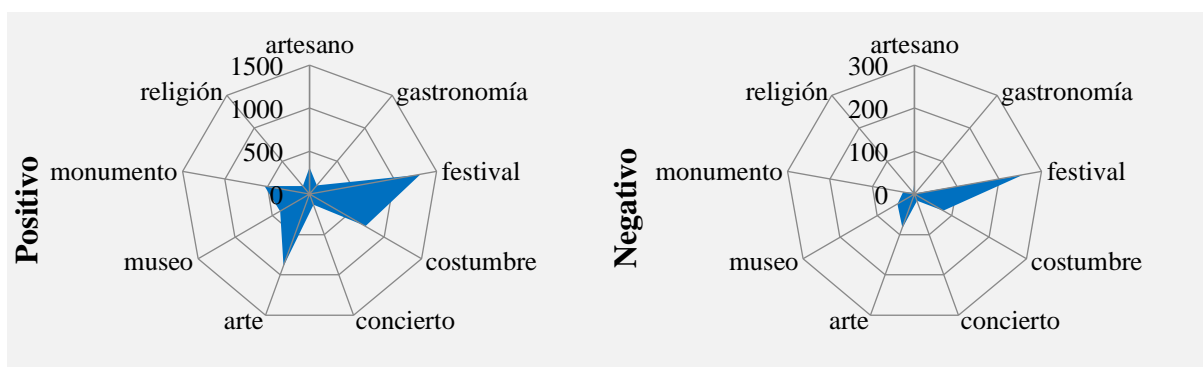 Positivo
artesano
1500
1000
500
0
gastronomía
festival
costumbre
concierto
arte
museo
monumento
religión
Negativo
artesano
300
200
100
0
gastronomía
festival
costumbre
concierto
arte
museo
monumento
religión